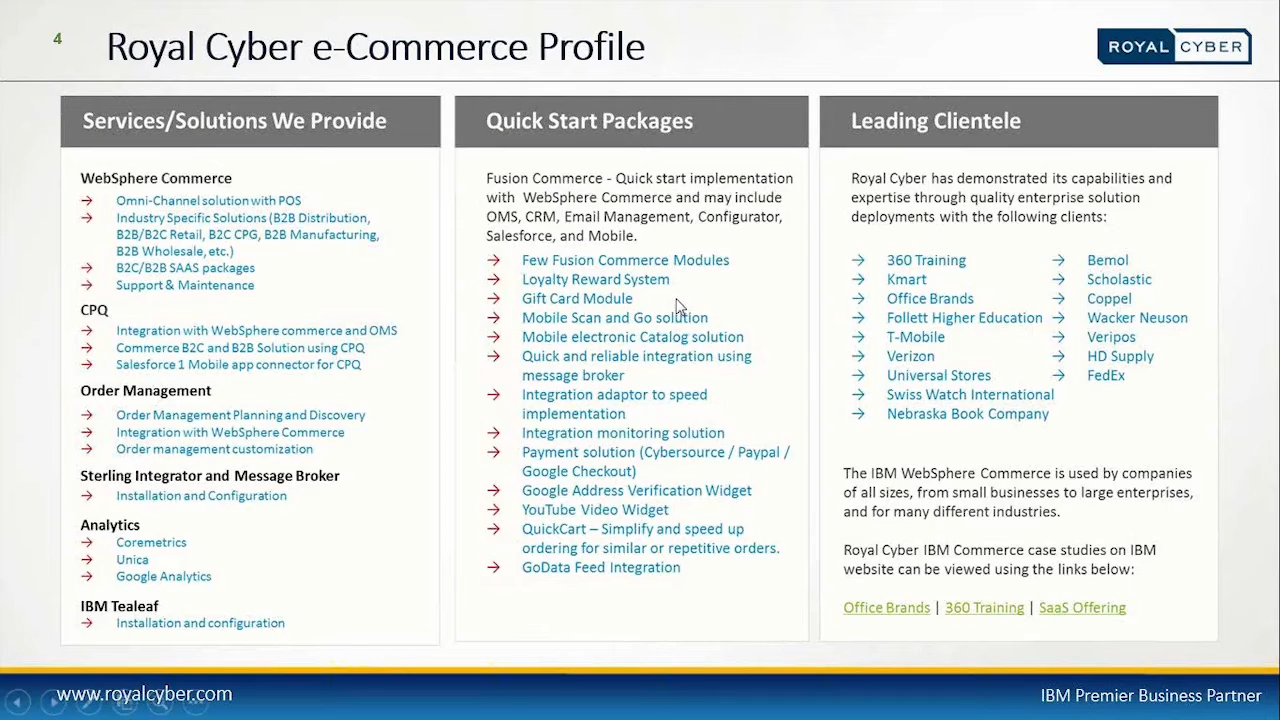 4
Royal Cyber e-Commerce Profile
ROYAL CYBER
Services/Solutions We Provide
WebSphere Commerce
Omni-Channel solution with POS
Industry Specific Solutions (B2B Distribution,
B2B/B2C Retail, B2C CPG, B2B Manufacturing,
B2B Wholesale, etc.)
B2C/B2B SAAS packages
Support & Maintenance
CPQ
Integration with WebSphere commerce and OMS
Commerce B2C and B2B Solution using CPQ
Salesforce 1 Mobile app connector for CPQ
Order Management
Order Management Planning and Discovery
Integration with WebSphere Commerce
Order management customization
Sterling Integrator and Message Broker
Installation and Configuration
Analytics
Coremetrics
Unica
Google Analytics
IBM Tealeaf
Installation and configuration
Quick Start Packages
Fusion Commerce - Quick start implementation
with WebSphere Commerce and may include
OMS, CRM, Email Management, Configurator,
Salesforce, and Mobile.
Few Fusion Commerce Modules
Loyalty Reward System
Gift Card Module
Mobile Scan and Go solution
Mobile electronic Catalog solution
Quick and reliable integration using
message broker
Integration adaptor to speed
implementation
Integration monitoring solution
Payment solution (Cybersource / Paypal /
Google Checkout)
Google Address Verification Widget
YouTube Video Widget
QuickCart – Simplify and speed up
ordering for similar or repetitive orders.
GoData Feed Integration
Leading Clientele
Royal Cyber has demonstrated its capabilities and
expertise through quality enterprise solution
deployments with the following clients:
360 Training
Kmart
Office Brands
Follett Higher Education
T-Mobile
Verizon
Universal Stores
Swiss Watch International
Nebraska Book Company
Bemol
Scholastic
Coppel
Wacker Neuson
Veripos
HD Supply
FedEx
The IBM WebSphere Commerce is used by companies
of all sizes, from small businesses to large enterprises,
and for many different industries.
Royal Cyber IBM Commerce case studies on IBM
website can be viewed using the links below:
Office Brands | 360 Training | SaaS Offering
www.royalcyber.com
IBM Premier Business Partner